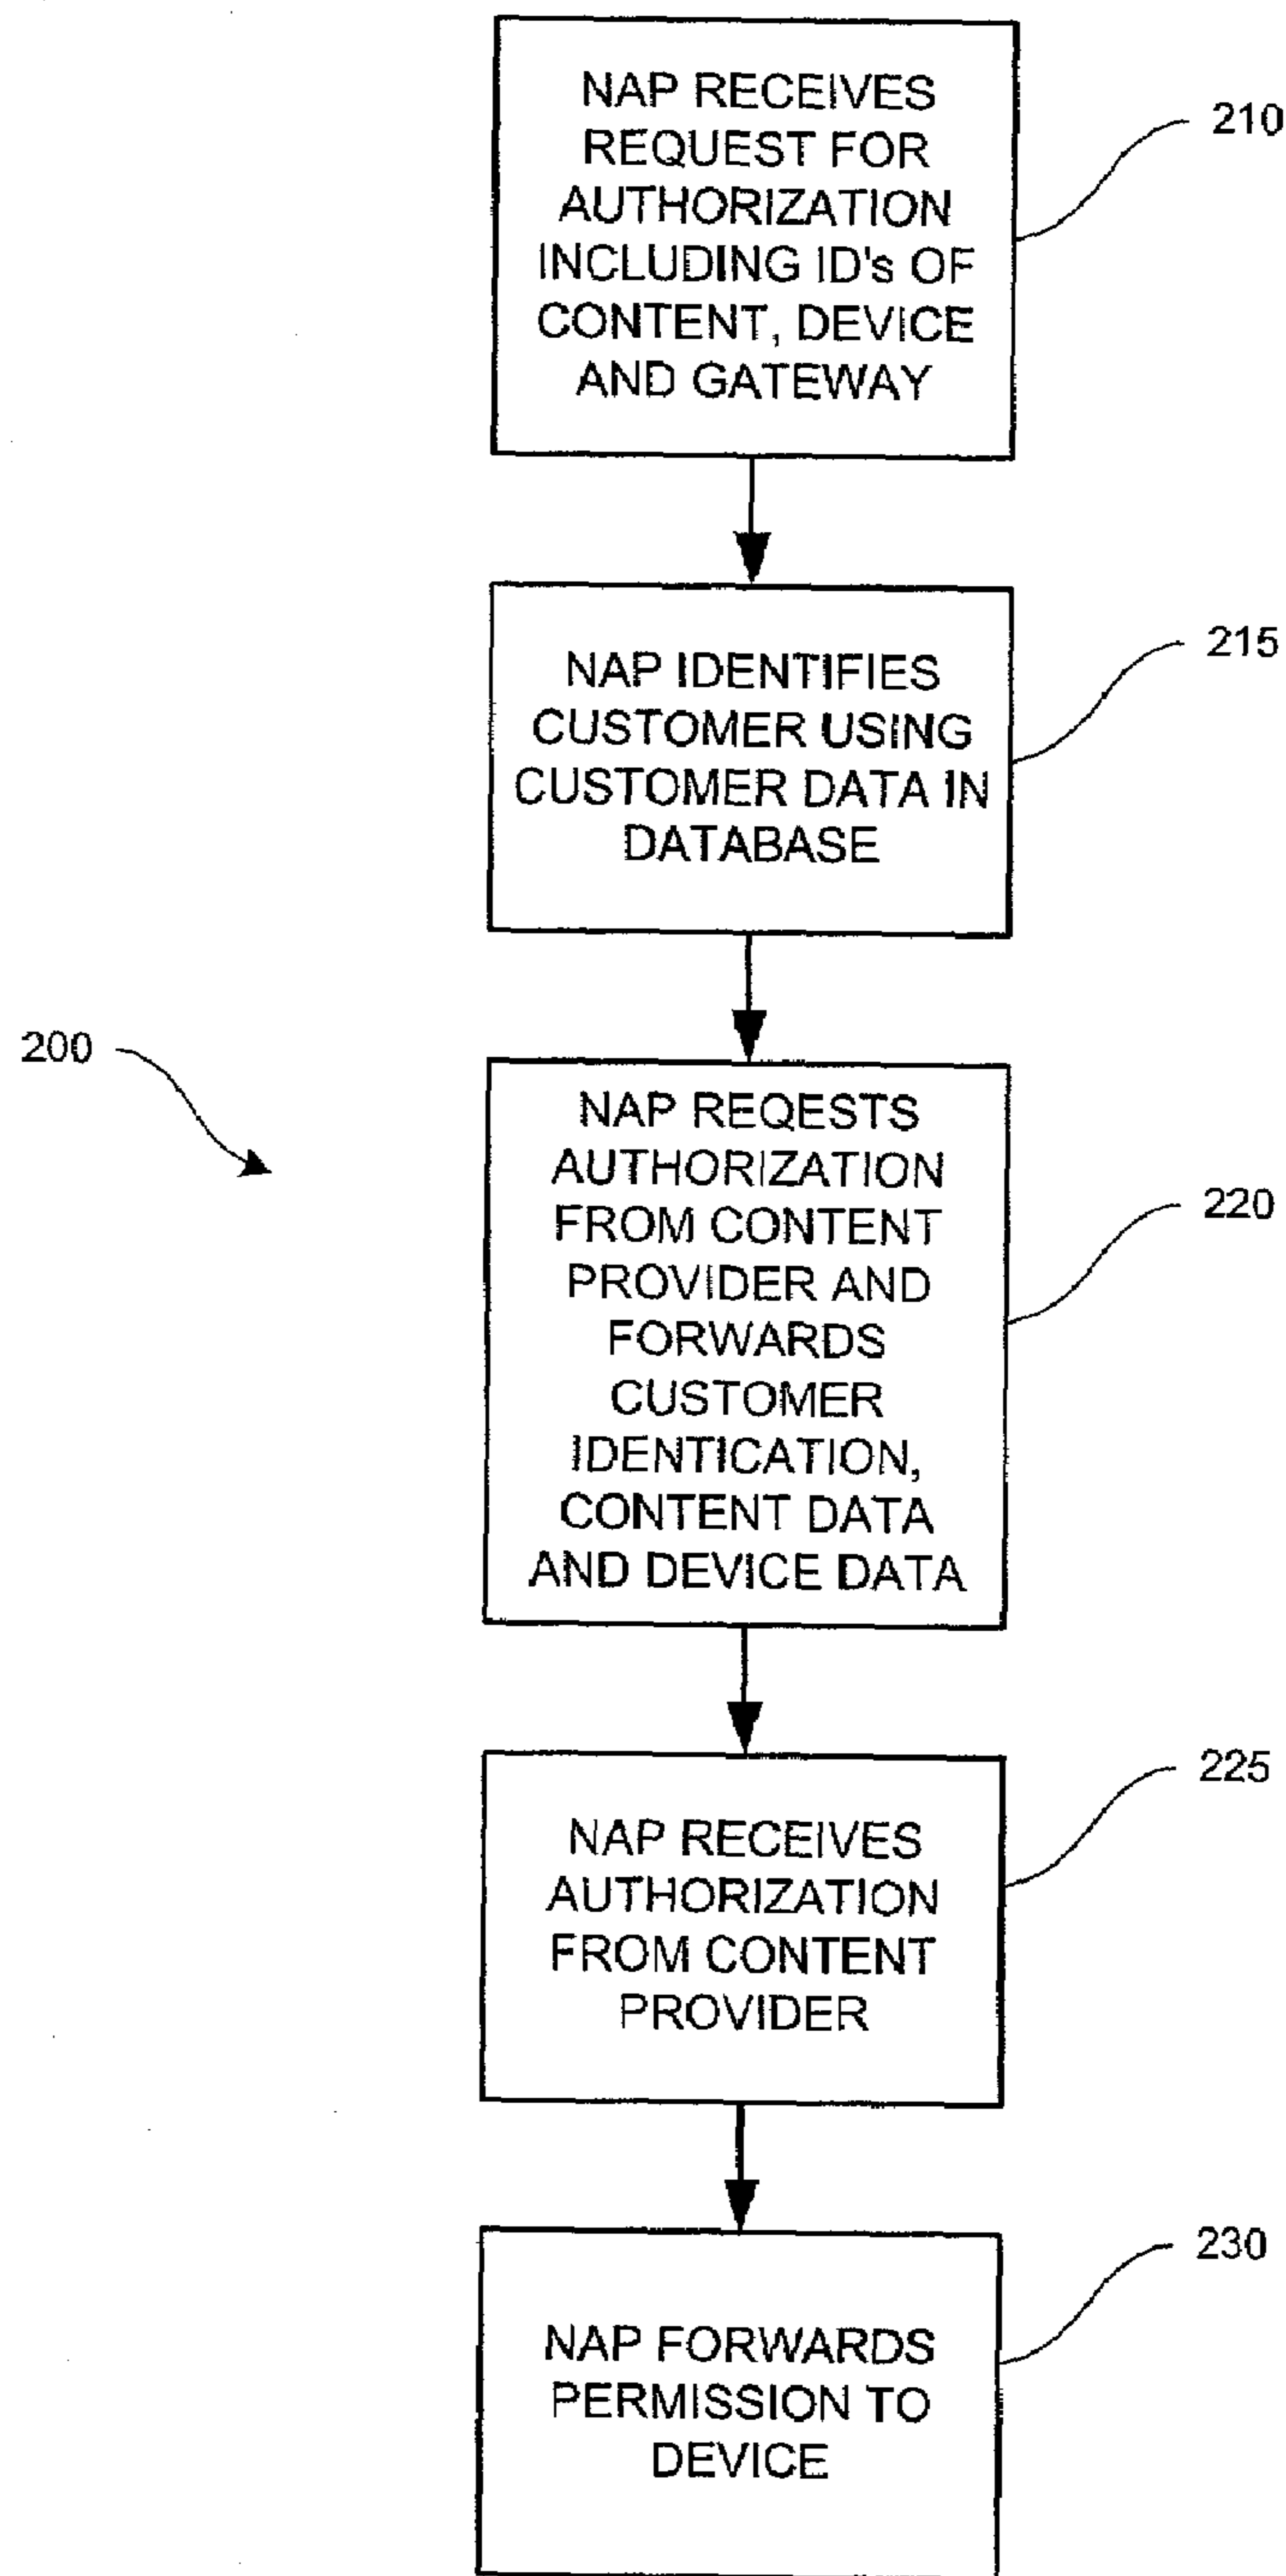 NAP RECEIVES
REQUEST FOR
AUTHORIZATION
INCLUDING ID's OF
CONTENT, DEVICE
AND GATEWAY
210
NAP IDENTIFIES
CUSTOMER USING
CUSTOMER DATA IN
DATABASE
215
200
NAP REQESTS
AUTHORIZATION
FROM CONTENT
PROVIDER AND
FORWARDS
CUSTOMER
IDENTICATION,
CONTENT DATA
AND DEVICE DATA
220
NAP RECEIVES
AUTHORIZATION
FROM CONTENT
PROVIDER
225
NAP FORWARDS
PERMISSION TO
DEVICE
230